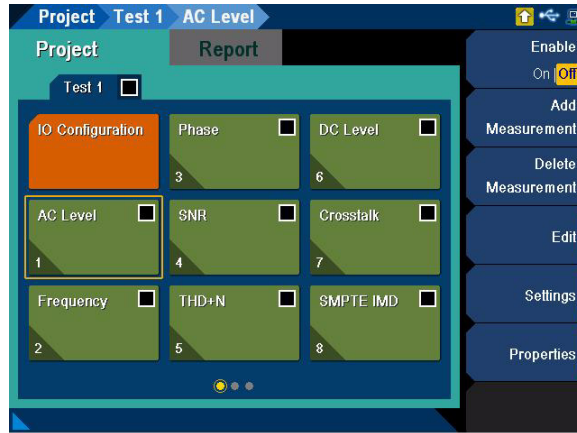 Project Test 1 AC Level
Project Report
Test 1
IO Configuration
Phase
3
DC Level
6
AC Level
1
SNR
4
Crosstalk
7
Frequency
2
THD+N
5
SMPTE IMD
8
Enable
On | Off
Add
Measurement
Delete
Measurement
Edit
Settings
Properties